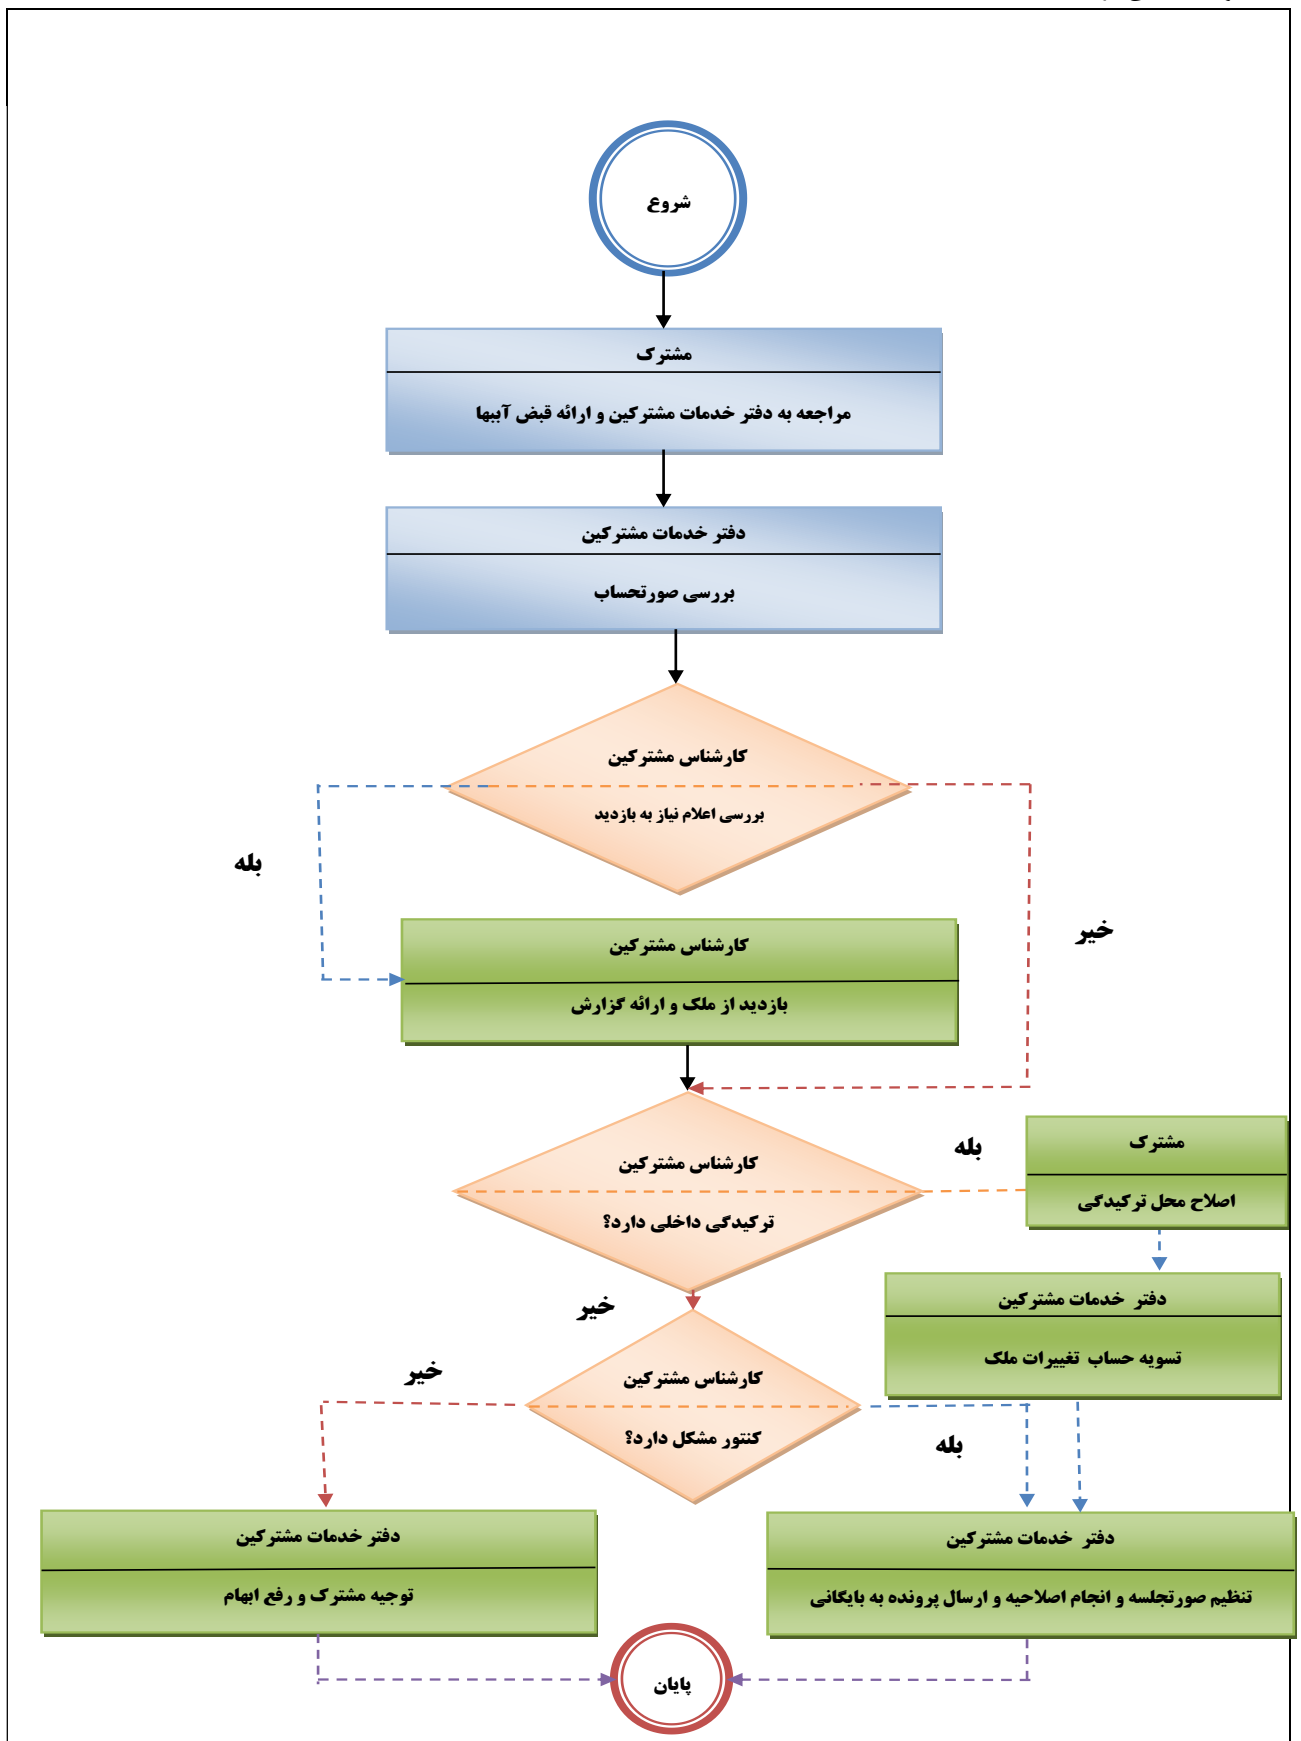 شروع
مشترک
مراجعه به دفتر خدمات مشترکین و ارائه قبض آببها
دفتر خدمات مشترکین
بررسی صورتحساب
کارشناس مشترکین
بررسی اعلام نیاز به بازدید
بله
خیر
کارشناس مشترکین
بازدید از ملک و ارائه گزارش
کارشناس مشترکین
ترکیدگی داخلی دارد؟
بله
مشترک
اصلاح محل ترکیدگی
خیر
دفتر خدمات مشترکین
تسویه حساب تغییرات ملک
کارشناس مشترکین
کنتور مشکل دارد؟
خیر
بله
دفتر خدمات مشترکین
تنظیم صورتجلسه و انجام اصلاحیه و ارسال پرونده به بایگانی
دفتر خدمات مشترکین
توجیه مشترک و رفع ابهام
پایان